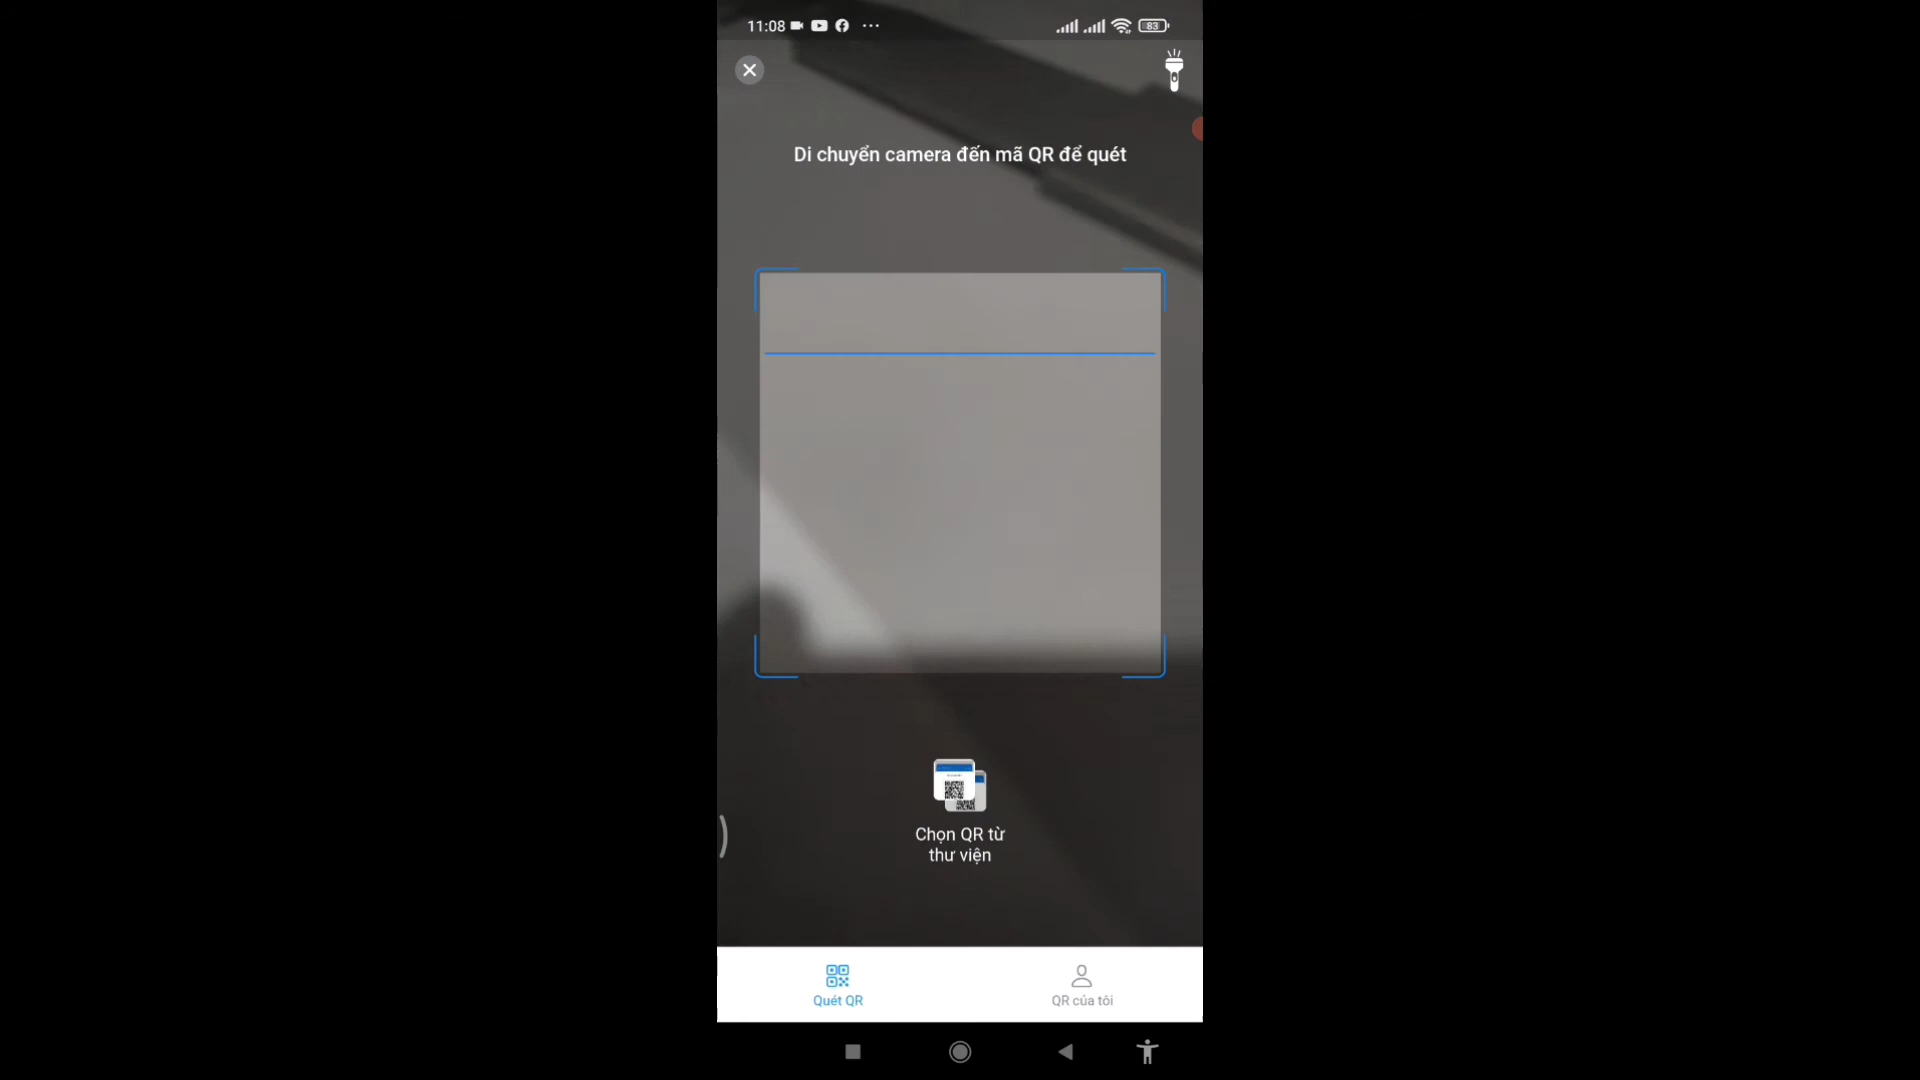 11:08
83
Di chuyển camera đến mã QR để quét
Chọn QR từ
thư viện
Quét QR
QR của tôi